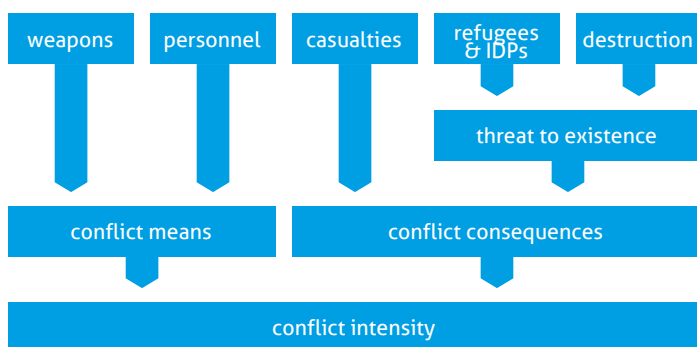 weapons
personnel
casualties
refugees
& IDPs
destruction
threat to existence
conflict means
conflict consequences
conflict intensity